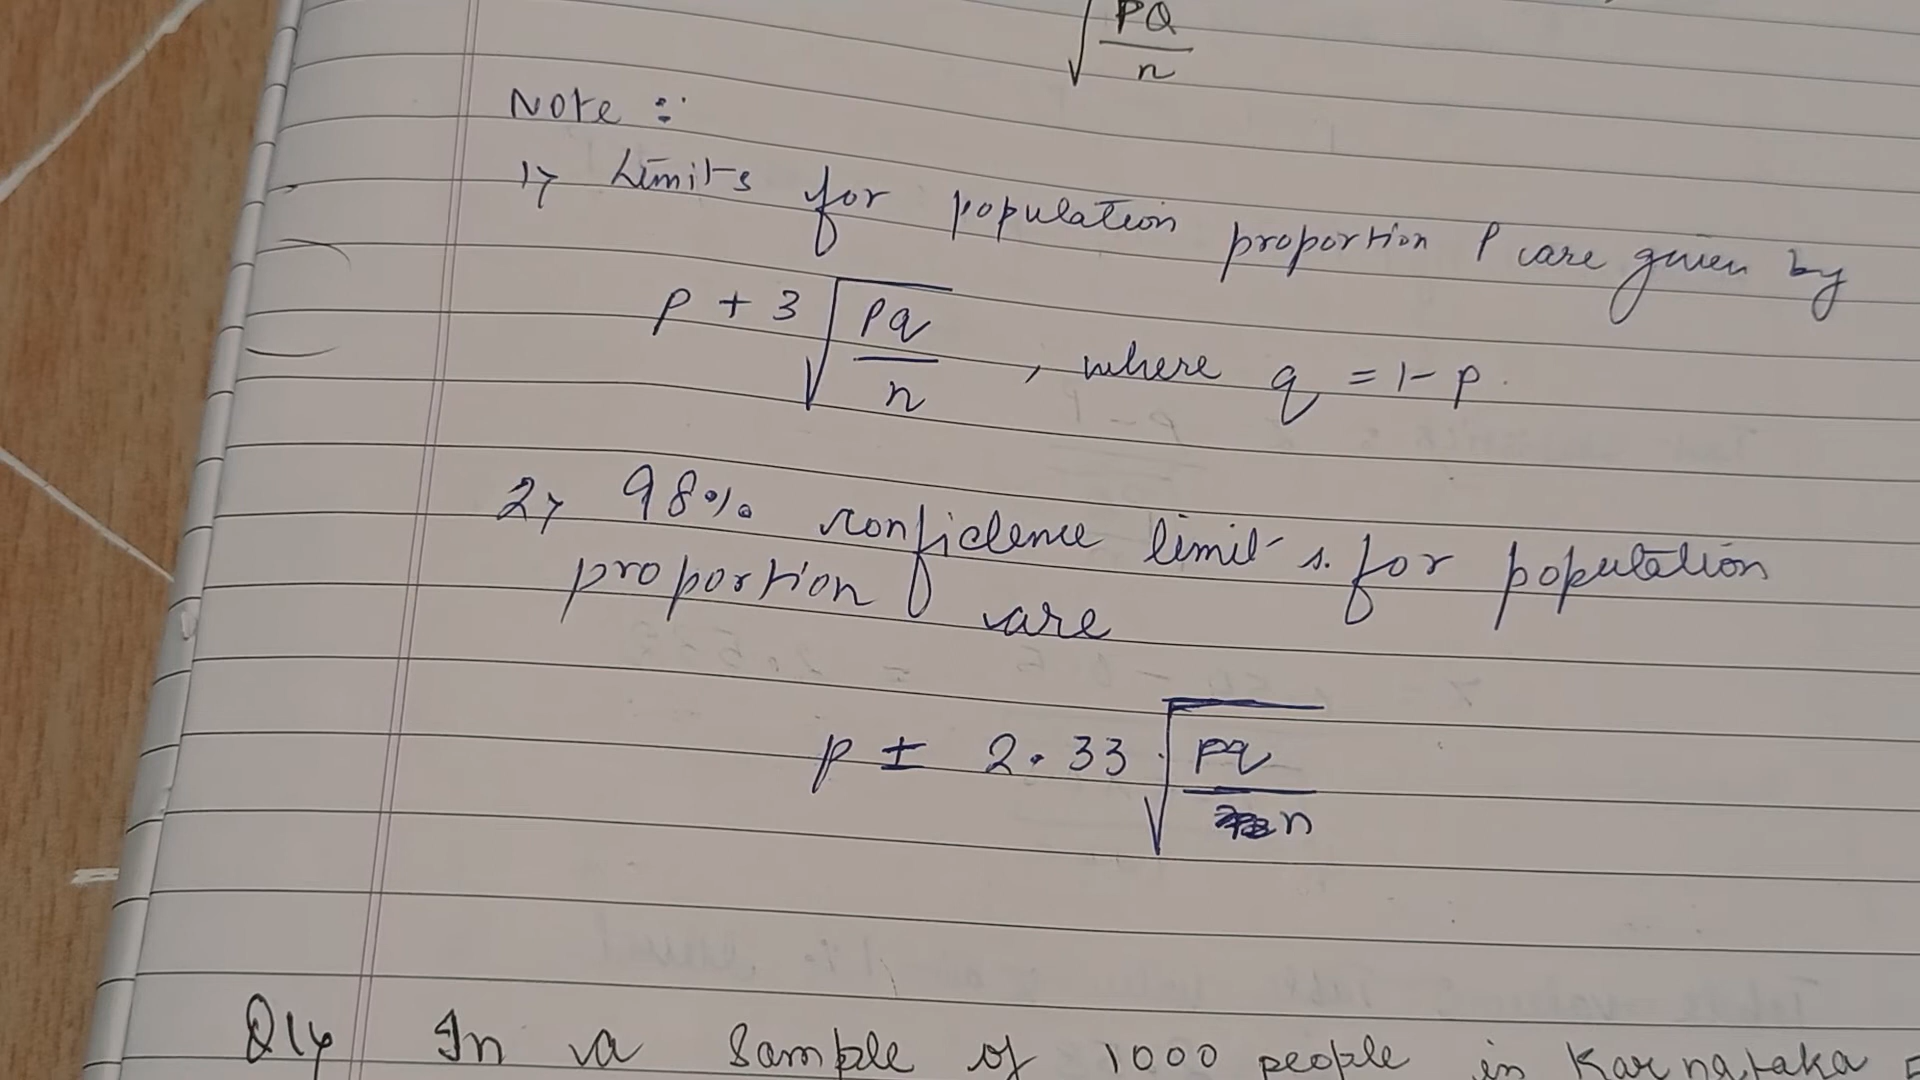 √(PQ/n)
Note :-
1> Limits for population proportion P are given by
p + 3 √(pq/n) , where q = 1-p.
2> 98% confidence limits. for population
proportion are
p ± 2.33 √(pq/n)
Q1y In a sample of 1000 people in Karnataka